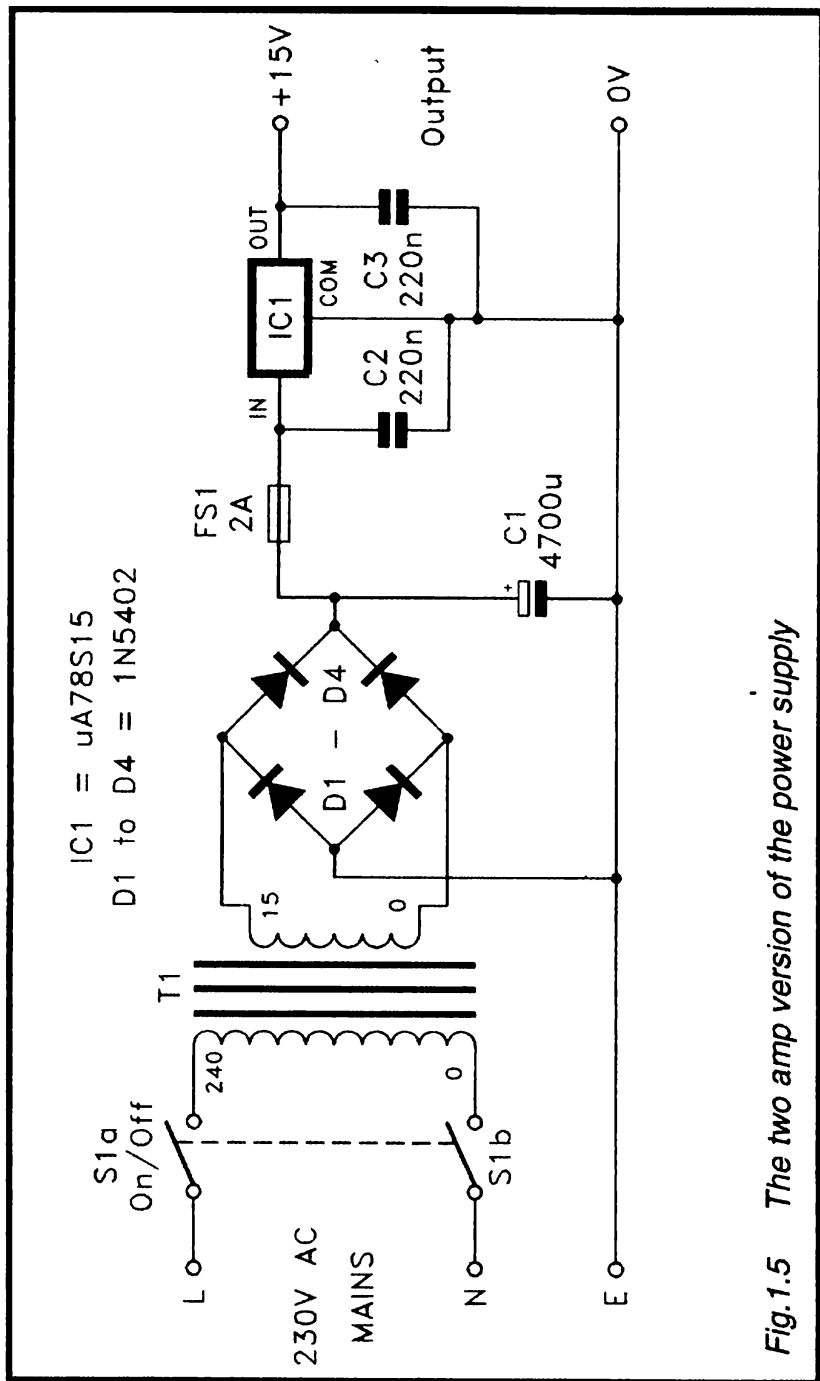 IC1 = uA78S15
D1 to D4 = 1N5402
S1a
On/Off
L
230V AC
MAINS
N
S1b
E
T1
240
0
15
0
D1 – D4
FS1
2A
C1
4700u
+
IN
IC1
OUT
COM
C2
220n
C3
220n
+15V
Output
0V
Fig.1.5 The two amp version of the power supply